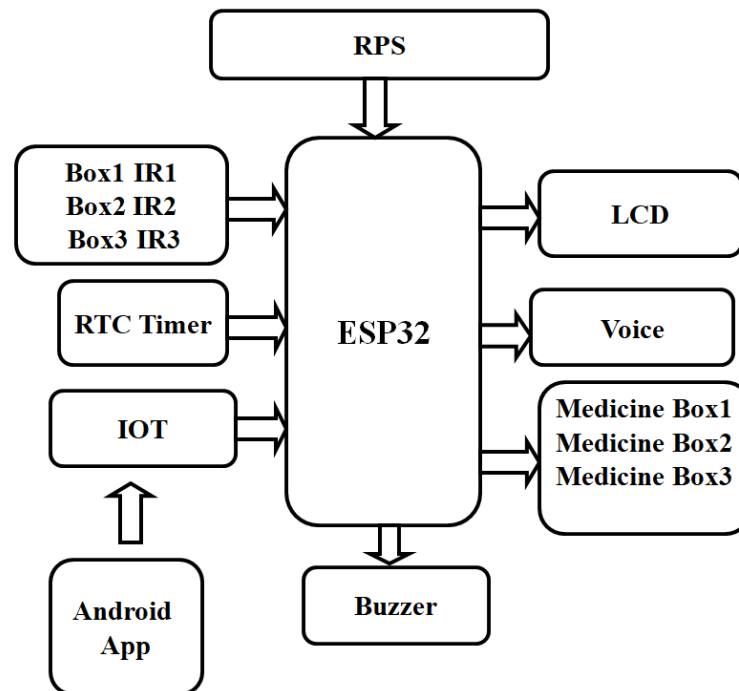 RPS
Box1 IR1
Box2 IR2
Box3 IR3
LCD
RTC Timer
ESP32
Voice
IOT
Medicine Box1
Medicine Box2
Medicine Box3
Android
App
Buzzer